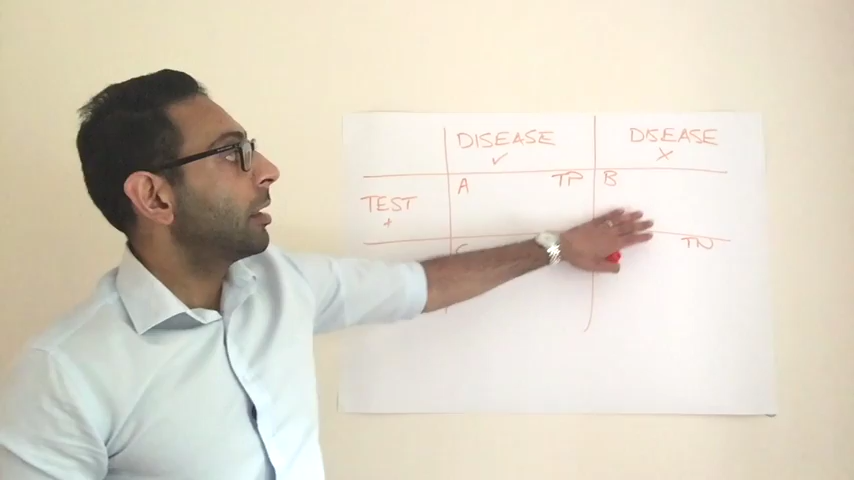 DISEASE DISEASE
✓ X
A TP B
TEST
+
C TN